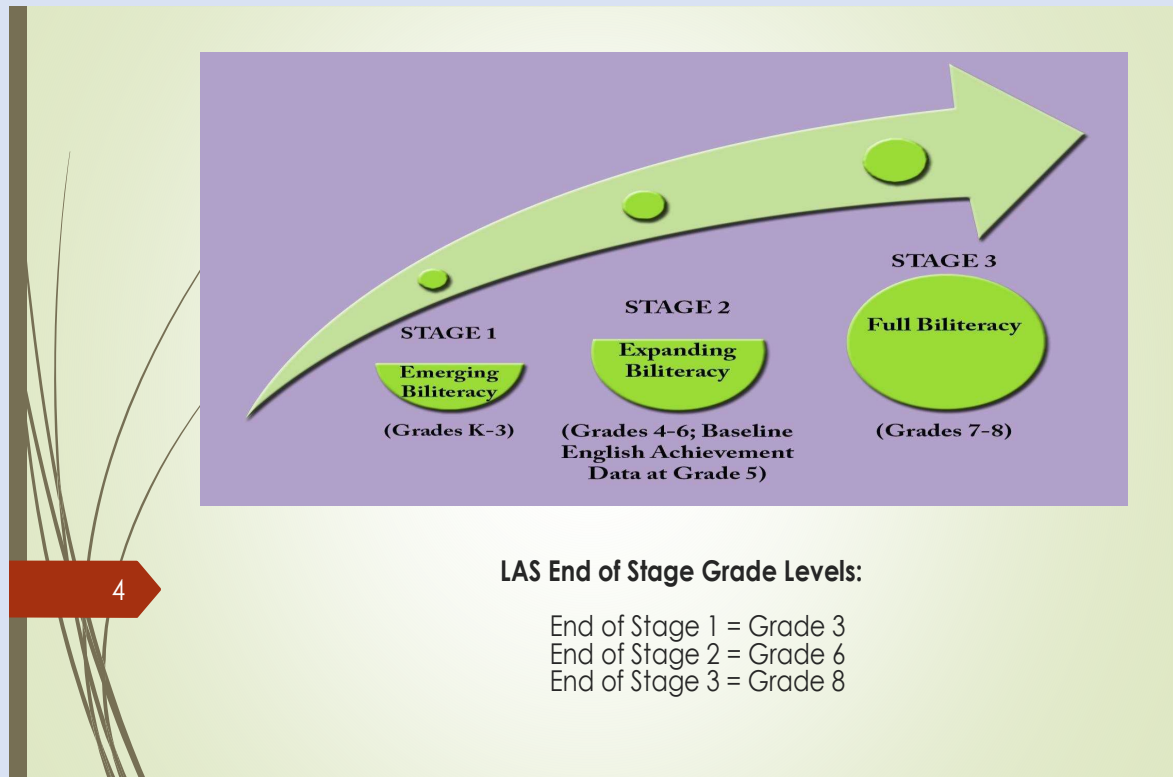 STAGE 1
Emerging
Biliteracy
(Grades K-3)
STAGE 2
Expanding
Biliteracy
(Grades 4-6; Baseline
English Achievement
Data at Grade 5)
STAGE 3
Full Biliteracy
(Grades 7-8)
4
LAS End of Stage Grade Levels:
End of Stage 1 = Grade 3
End of Stage 2 = Grade 6
End of Stage 3 = Grade 8